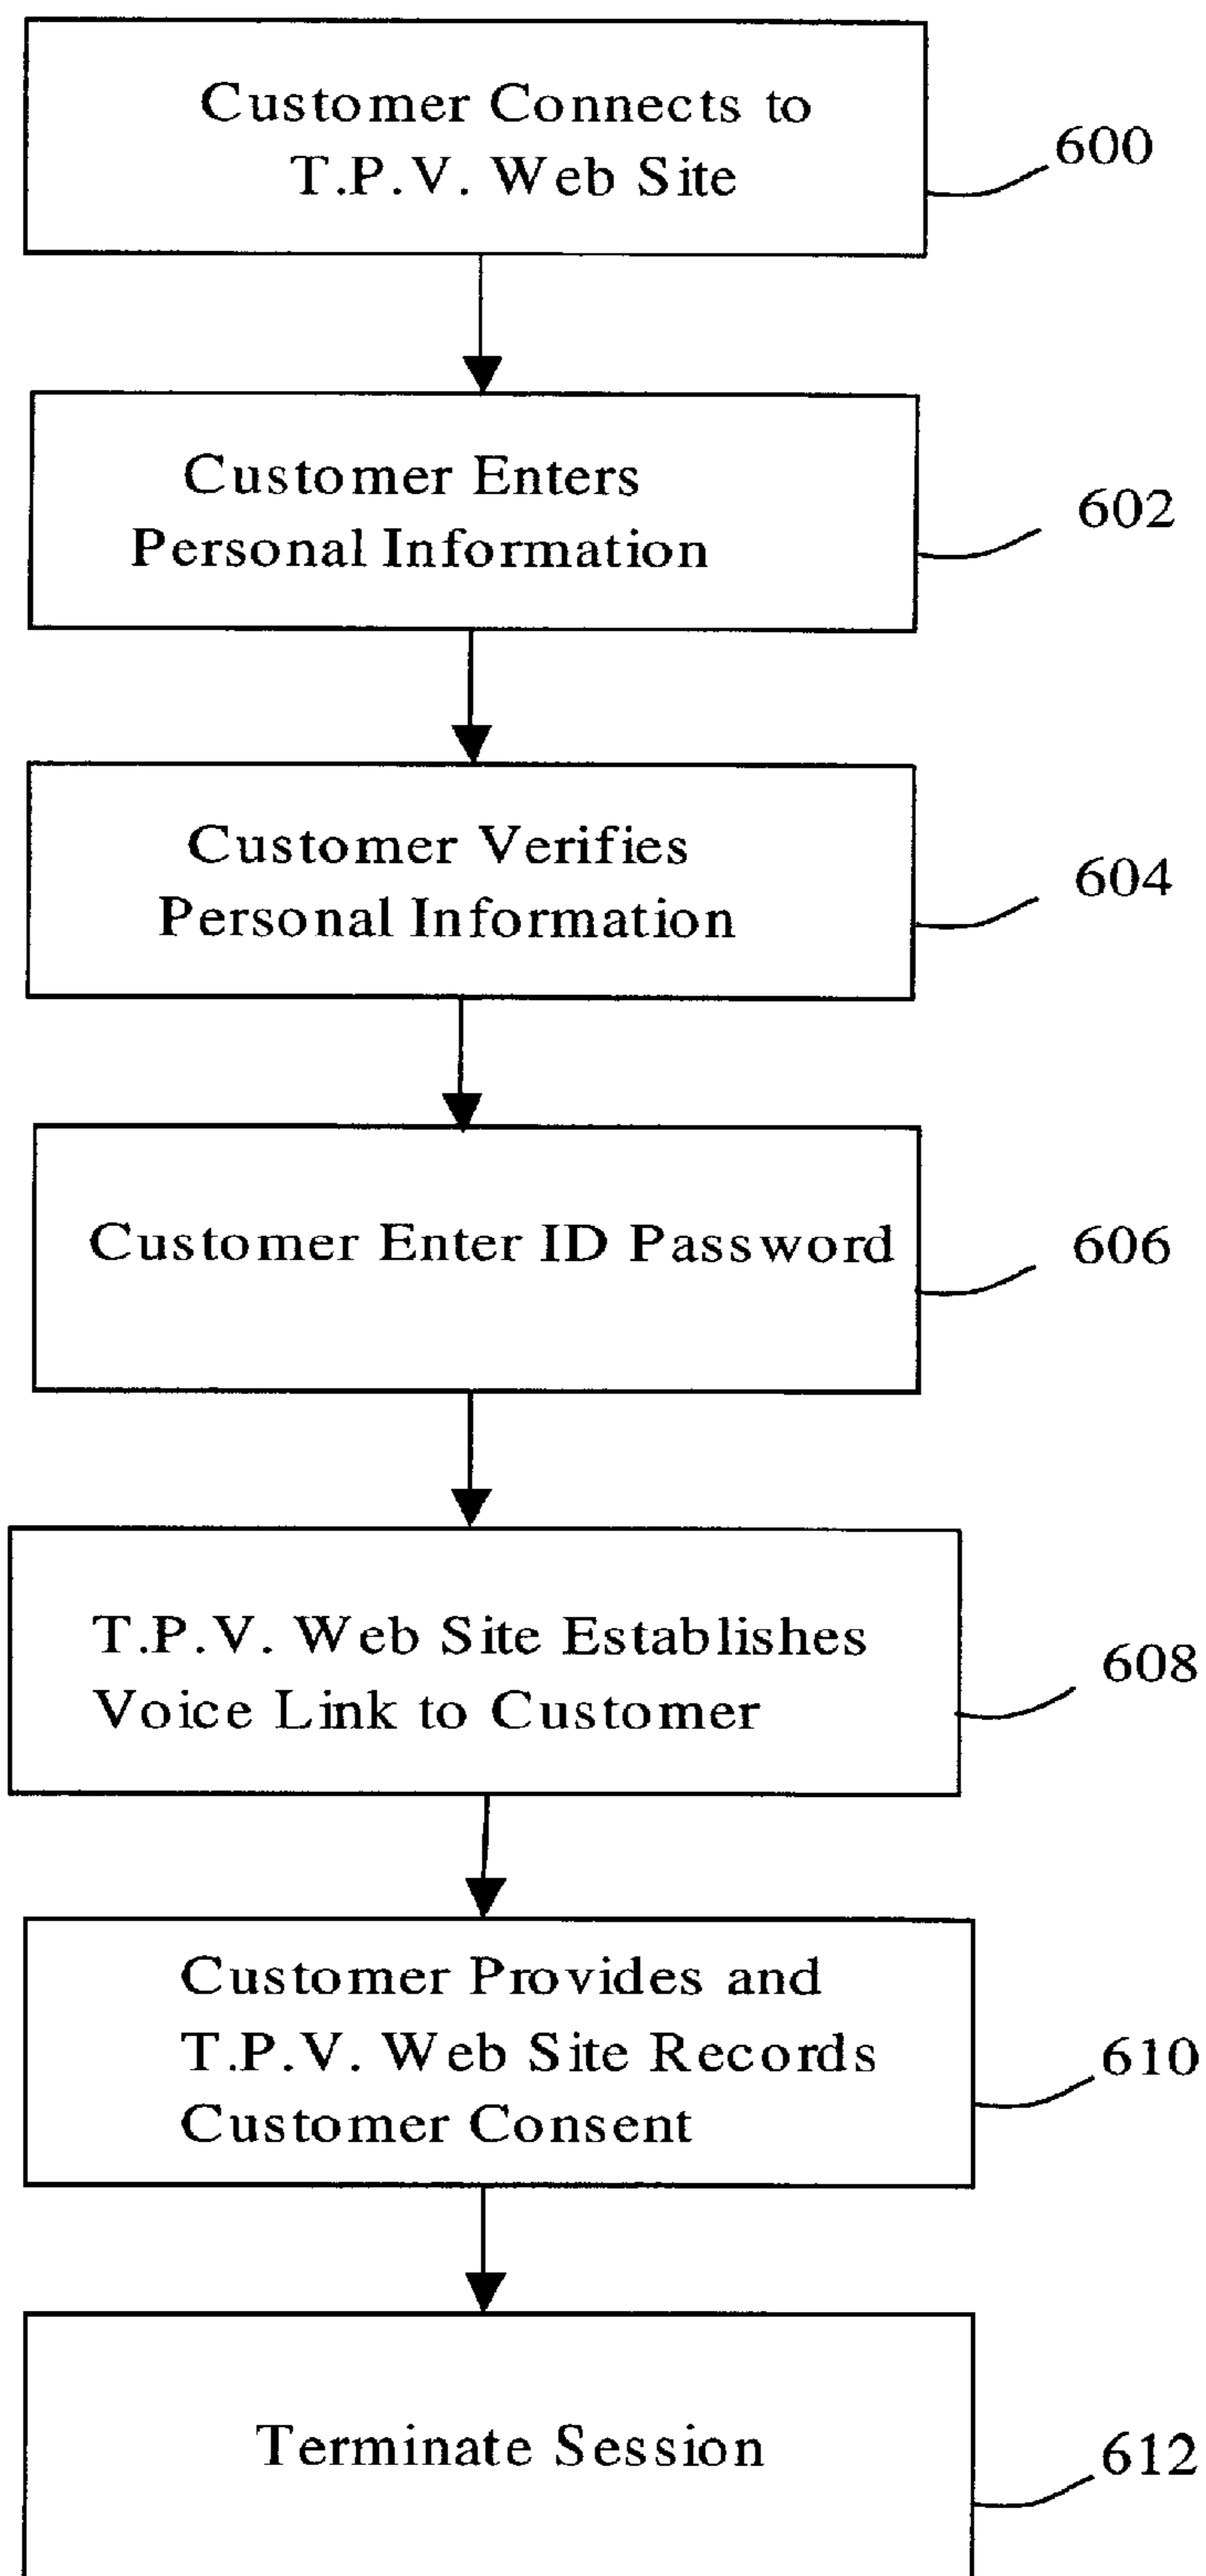 Customer Connects to
T.P.V. Web Site
600
Customer Enters
Personal Information
602
Customer Verifies
Personal Information
604
Customer Enter ID Password
606
T.P.V. Web Site Establishes
Voice Link to Customer
608
Customer Provides and
T.P.V. Web Site Records
Customer Consent
610
Terminate Session
612